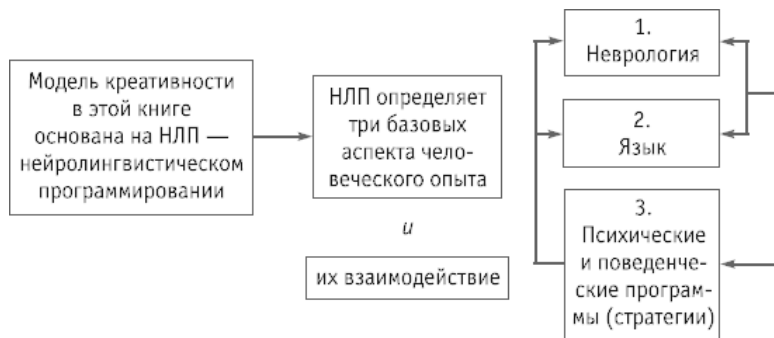 Модель креативности
в этой книге
основана на НЛП —
нейролингвистическом
программировании
НЛП определяет
три базовых
аспекта чело-
веческого опыта
и
их взаимодействие
1.
Неврология
2.
Язык
3.
Психические
и поведенче-
ские програм-
мы (стратегии)